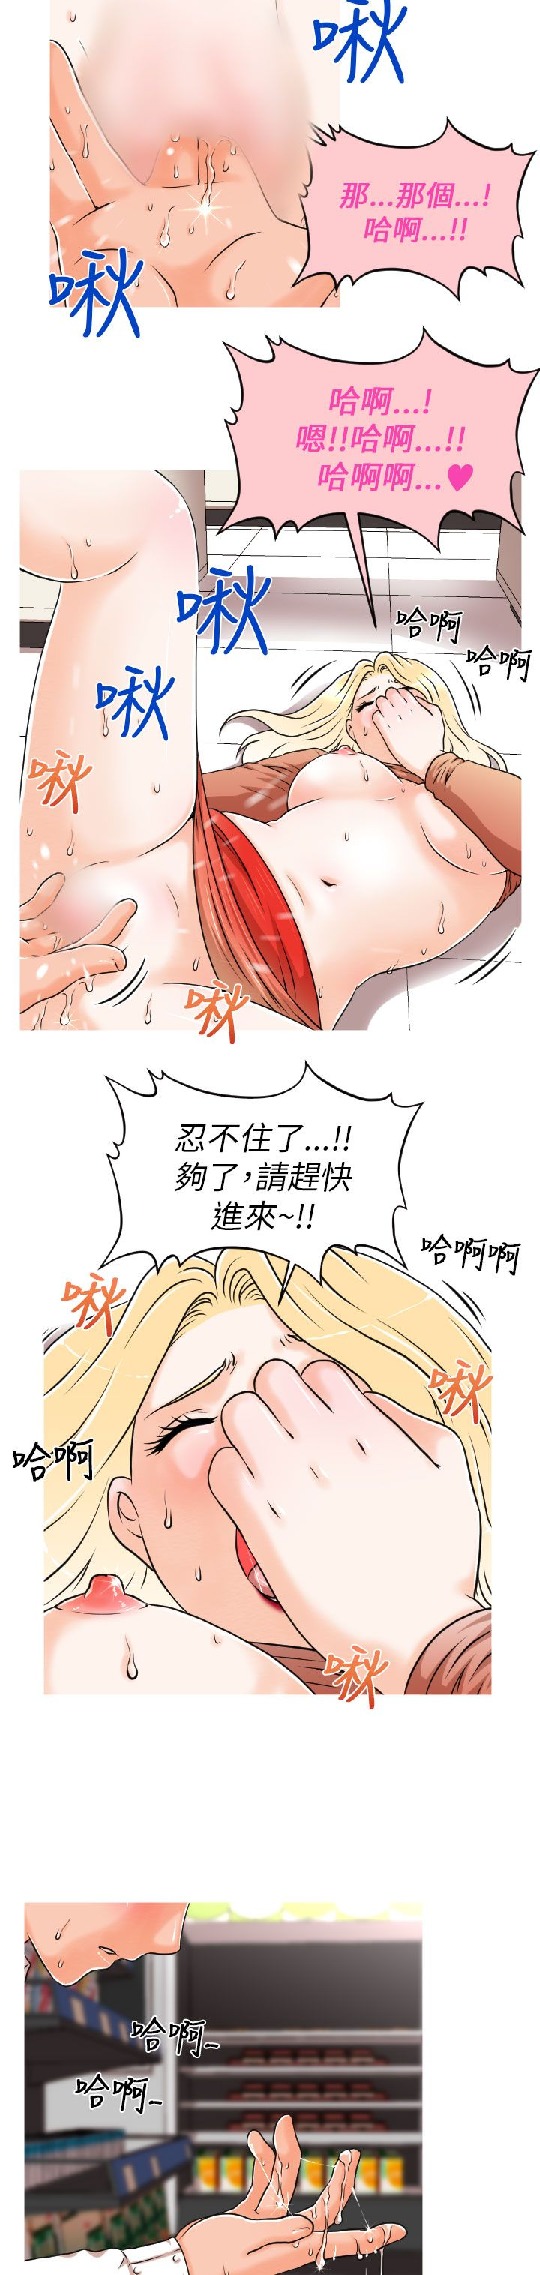 啾
那...那個...!
哈啊...!!
啾
哈啊...!
嗯!!哈啊...!!
哈啊啊...♥
啾
哈啊
哈啊
啾
啾
啾
忍不住了...!!
夠了,請趕快
進來~!!
哈啊啊
啾
啾
哈啊
啾
哈啊~
哈啊~